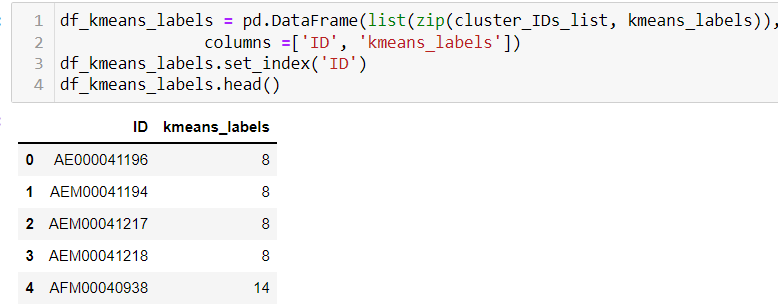 1 df_kmeans_labels = pd.DataFrame(list(zip(cluster_IDs_list, kmeans_labels)),
2 columns =['ID', 'kmeans_labels'])
3 df_kmeans_labels.set_index('ID')
4 df_kmeans_labels.head()
ID kmeans_labels
0 AE000041196 8
1 AEM00041194 8
2 AEM00041217 8
3 AEM00041218 8
4 AFM00040938 14